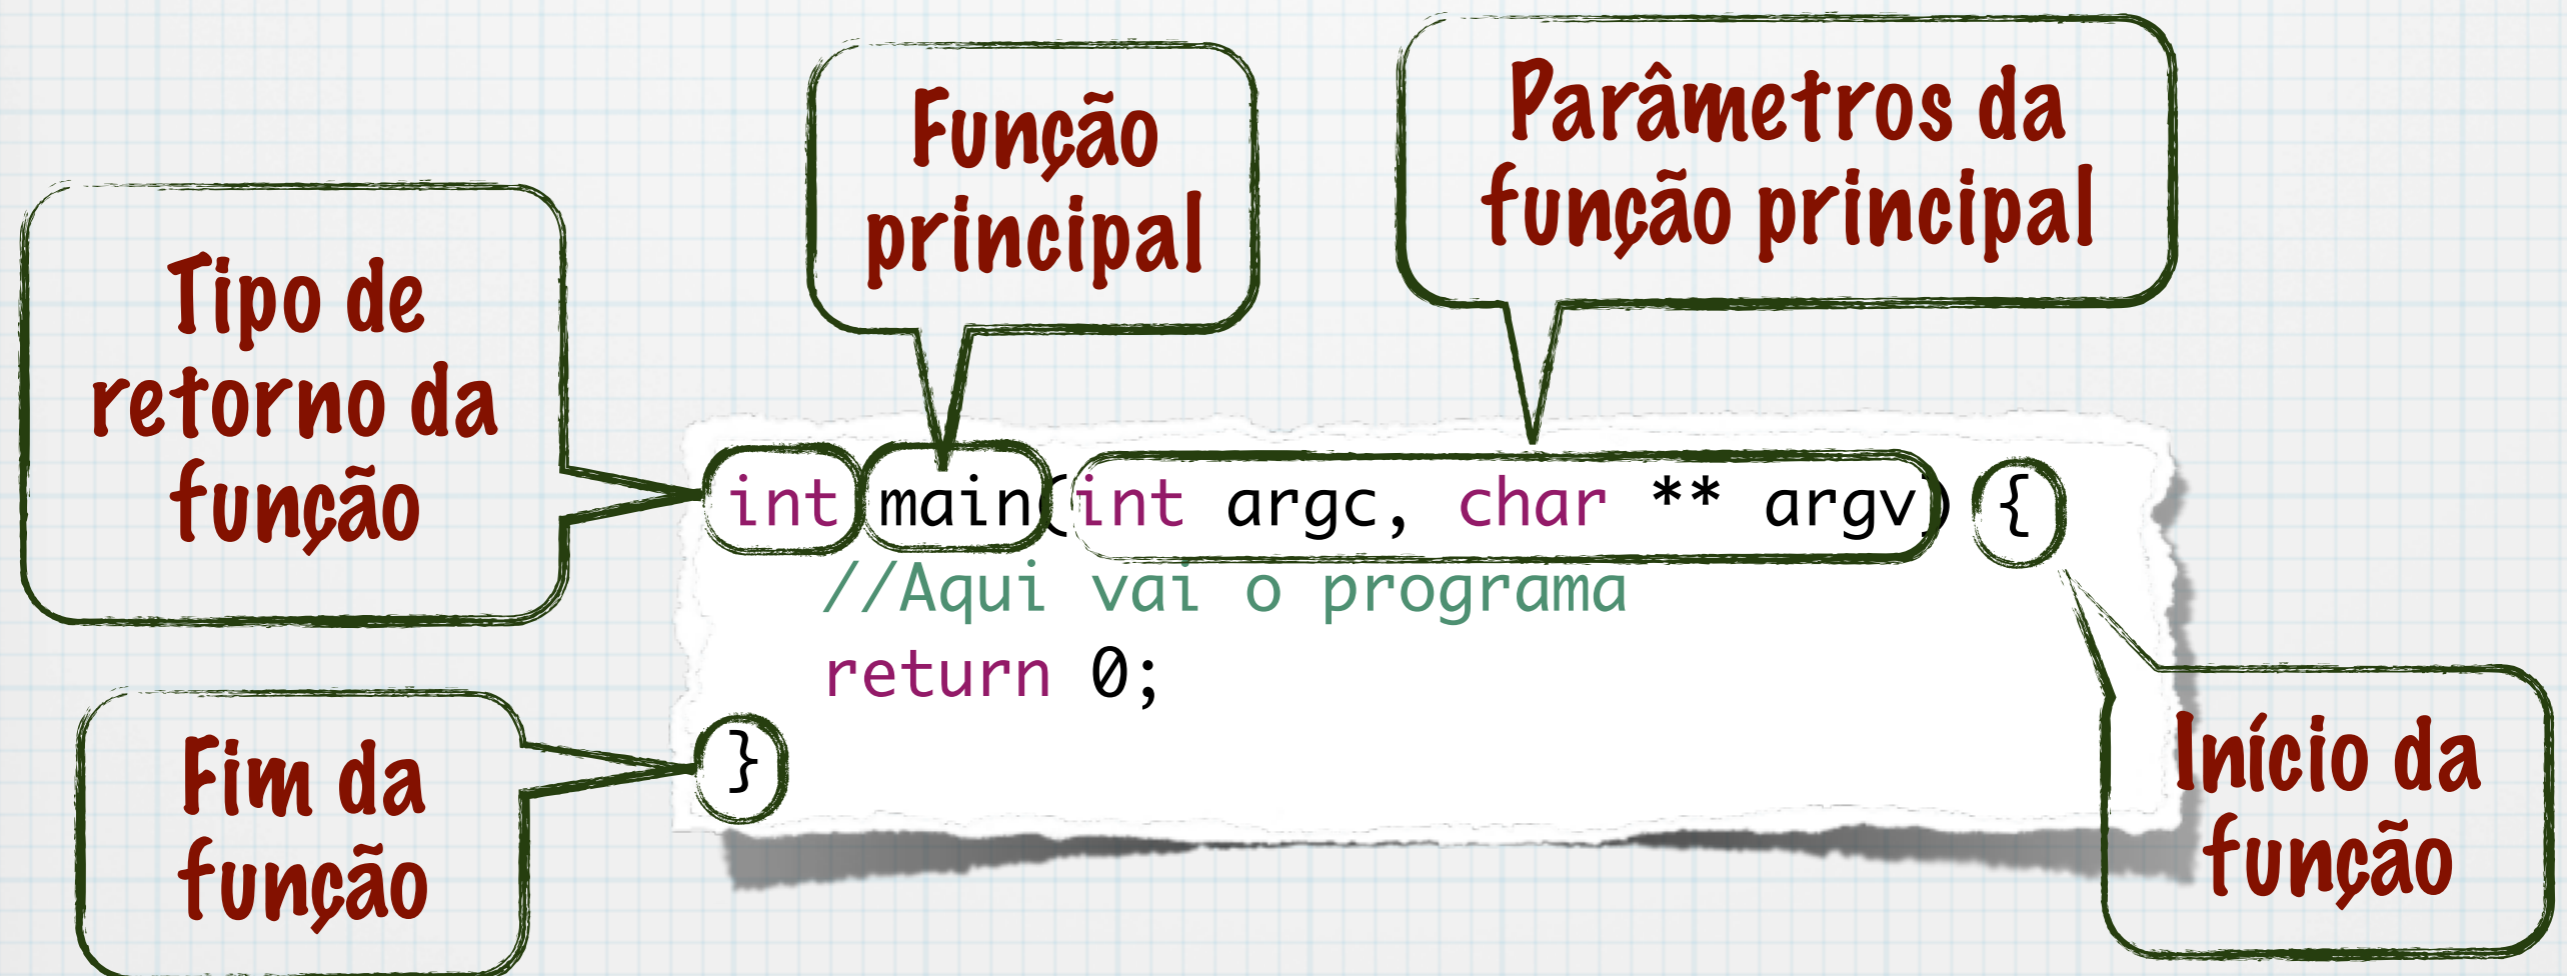 Função
principal
Parâmetros da
função principal
Tipo de
retorno da
função
int main(int argc, char ** argv) {
//Aqui vai o programa
return 0;
}
Fim da
função
Início da
função